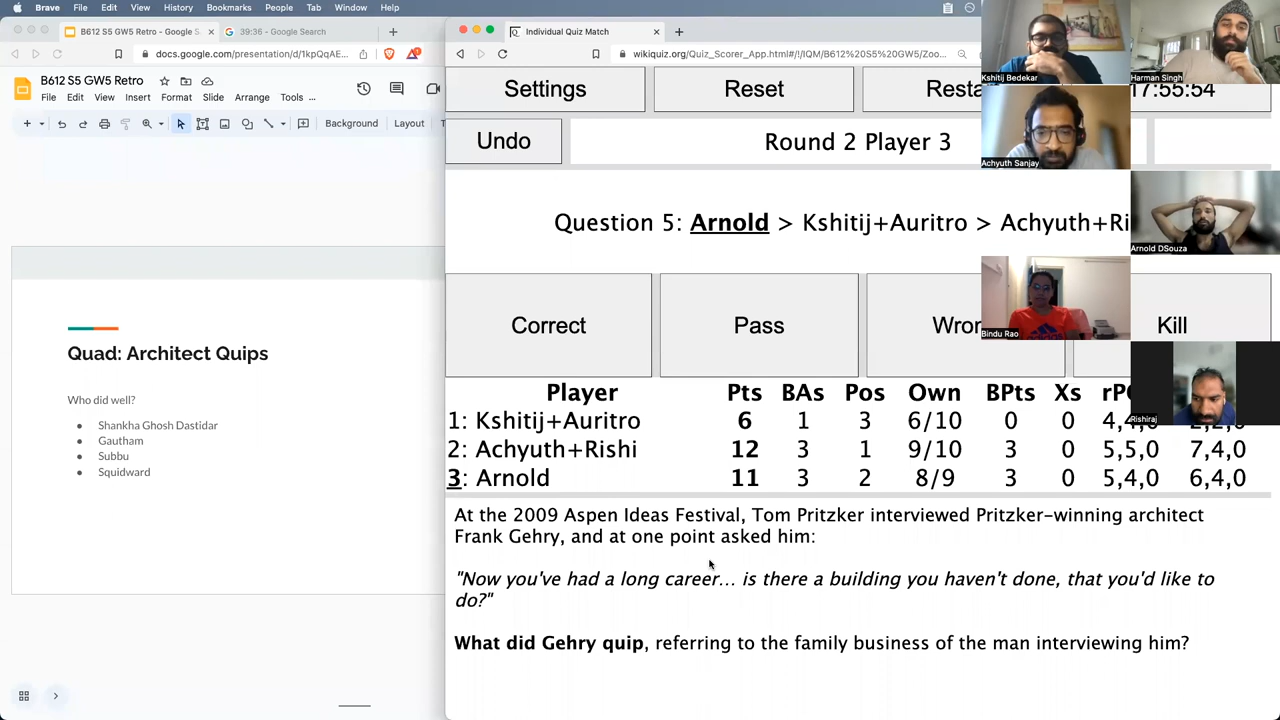 Brave File Edit View History Bookmarks People Window Help
B612 S5 GW5 Retro - Google S
39:36 - Google Search
Individual Quiz Match
docs.google.com/presentation/d/1kpQqAE...
wikiquiz.org/Quiz_Scorer_App.html#/!/IQM/B612%20S5%20GW5/Zoo...
B612 S5 GW5 Retro
File Edit View Insert Format Slide Arrange Tools ...
Background Layout
Quad: Architect Quips
Who did well?
Shankha Ghosh Dastidar
Gautham
Subbu
Squidward
Settings
Reset
Resta
17:55:54
Undo
Round 2 Player 3
Question 5: Arnold > Kshitij+Auritro > Achyuth+Ri
Correct
Pass
Wron
Kill
Player Pts BAs Pos Own BPts Xs rP
1: Kshitij+Auritro 6 1 3 6/10 0 0 4,4,0 2,2,0
2: Achyuth+Rishi 12 3 1 9/10 3 0 5,5,0 7,4,0
3: Arnold 11 3 2 8/9 3 0 5,4,0 6,4,0
At the 2009 Aspen Ideas Festival, Tom Pritzker interviewed Pritzker-winning architect
Frank Gehry, and at one point asked him:
"Now you've had a long career... is there a building you haven't done, that you'd like to
do?"
What did Gehry quip, referring to the family business of the man interviewing him?
Kshitij Bedekar
Harman Singh
Achyuth Sanjay
Arnold DSouza
Bindu Rao
Rishiraj